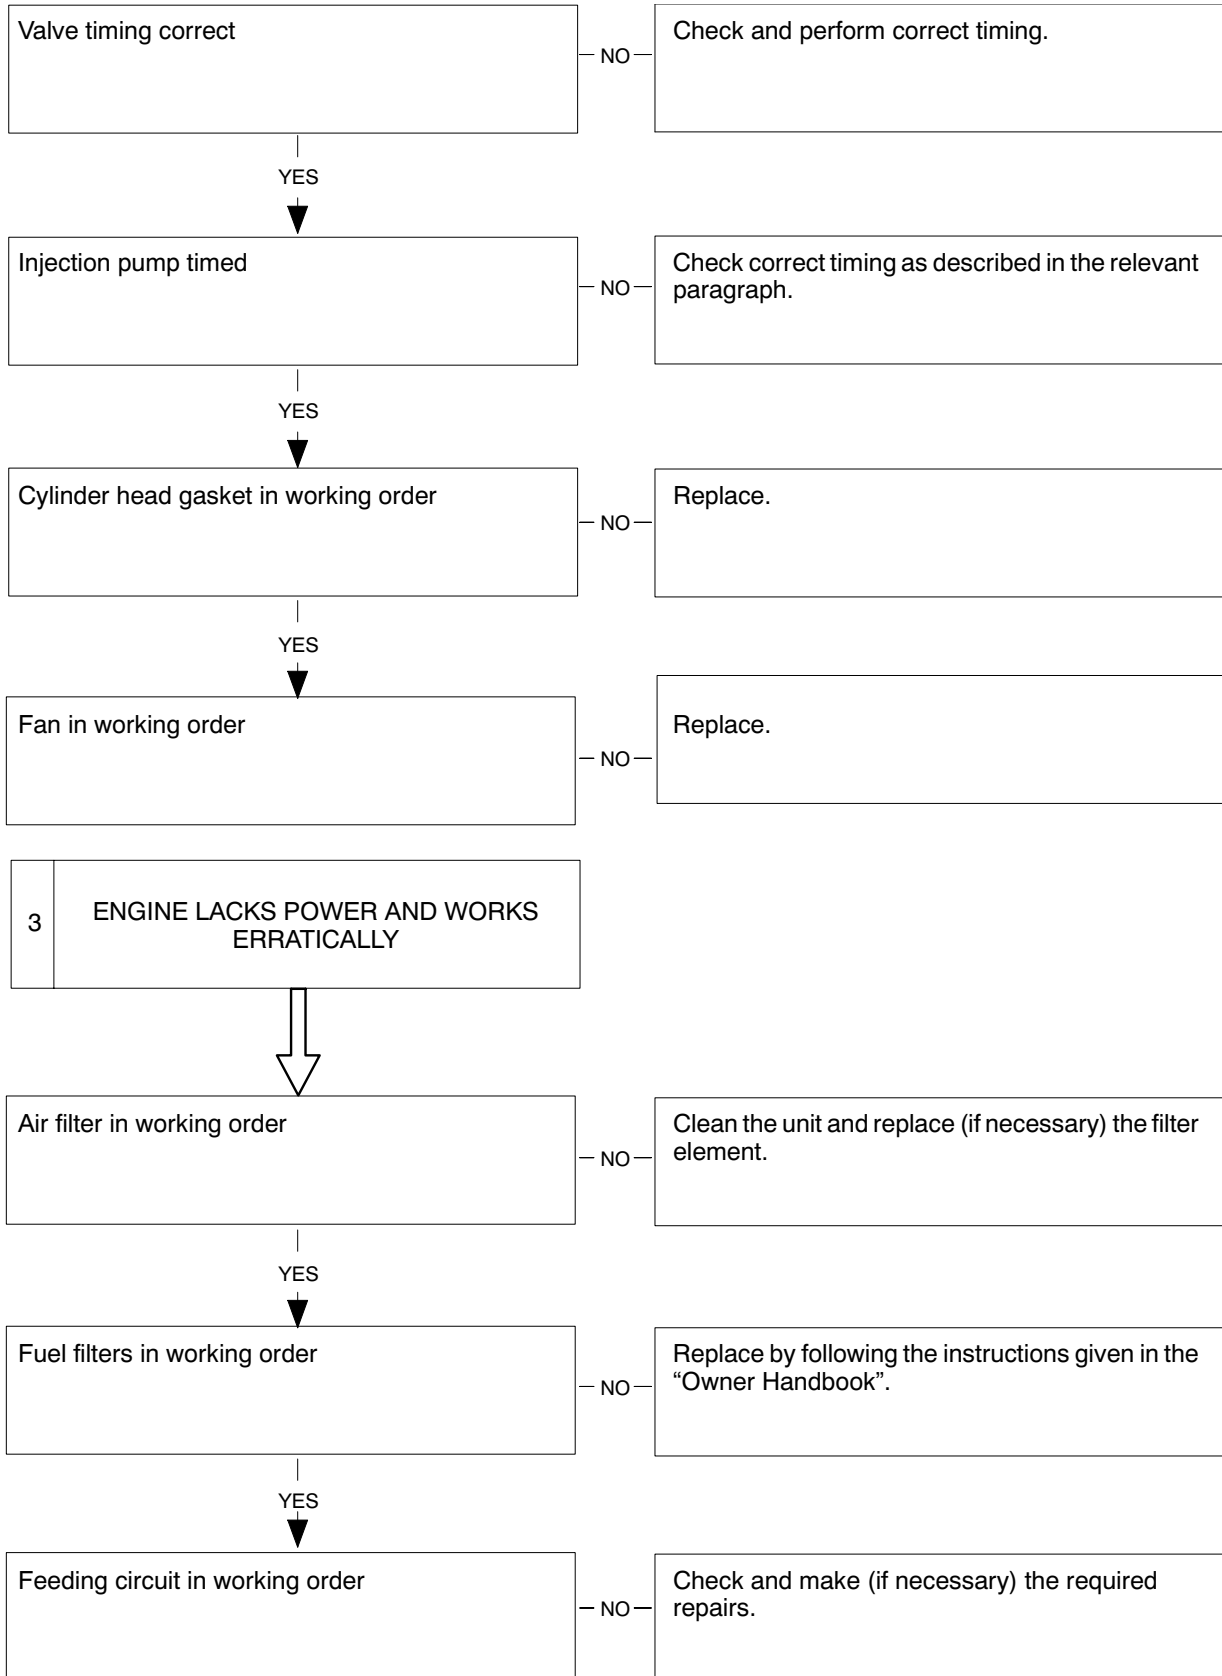 Valve timing correct
NO
Check and perform correct timing.
YES
Injection pump timed
NO
Check correct timing as described in the relevant
paragraph.
YES
Cylinder head gasket in working order
NO
Replace.
YES
Fan in working order
NO
Replace.
3
ENGINE LACKS POWER AND WORKS
ERRATICALLY
Air filter in working order
NO
Clean the unit and replace (if necessary) the filter
element.
YES
Fuel filters in working order
NO
Replace by following the instructions given in the
“Owner Handbook”.
YES
Feeding circuit in working order
NO
Check and make (if necessary) the required
repairs.